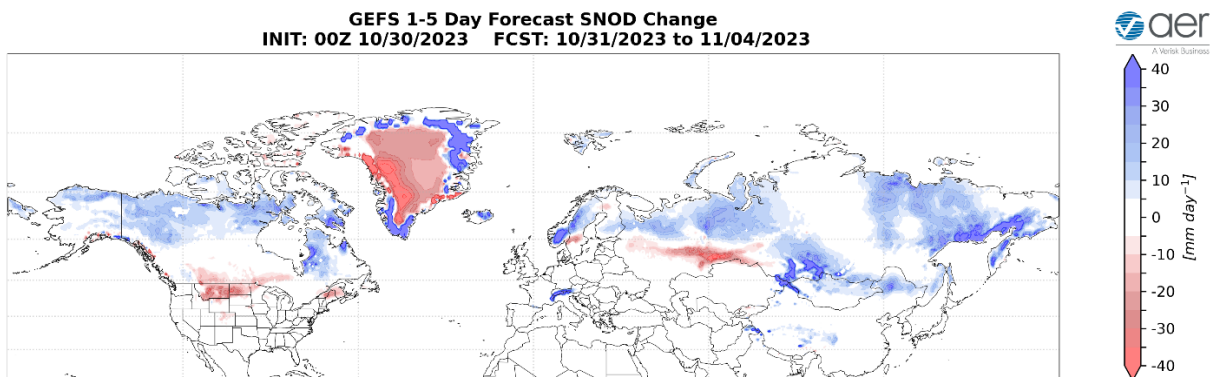 GEFS 1-5 Day Forecast SNOD Change
INIT: 00Z 10/30/2023 FCST: 10/31/2023 to 11/04/2023
aer
A Verisk Business
40
30
20
10
0
-10
-20
-30
-40
[mm day⁻¹]